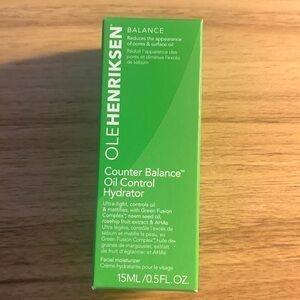 OLEHENRIKSEN®
BALANCE
Reduces the appearance
of pores & surface oil
Réduit l'apparence des
pores et diminue l'excès
de sébum
Counter Balance™
Oil Control
Hydrator
Ultra-light, controls oil
& mattifies, with Green Fusion
Complex™, neem seed oil,
rosehip fruit extract & AHAs
Ultra légère, contrôle l'excès de
sébum et matifie la peau, au
Green Fusion Complex™, huile de
graines de margousier, extrait
de fruit d'églantier et AHAs
Facial moisturizer
Crème hydratante pour le visage
15ML/0.5FL.OZ.